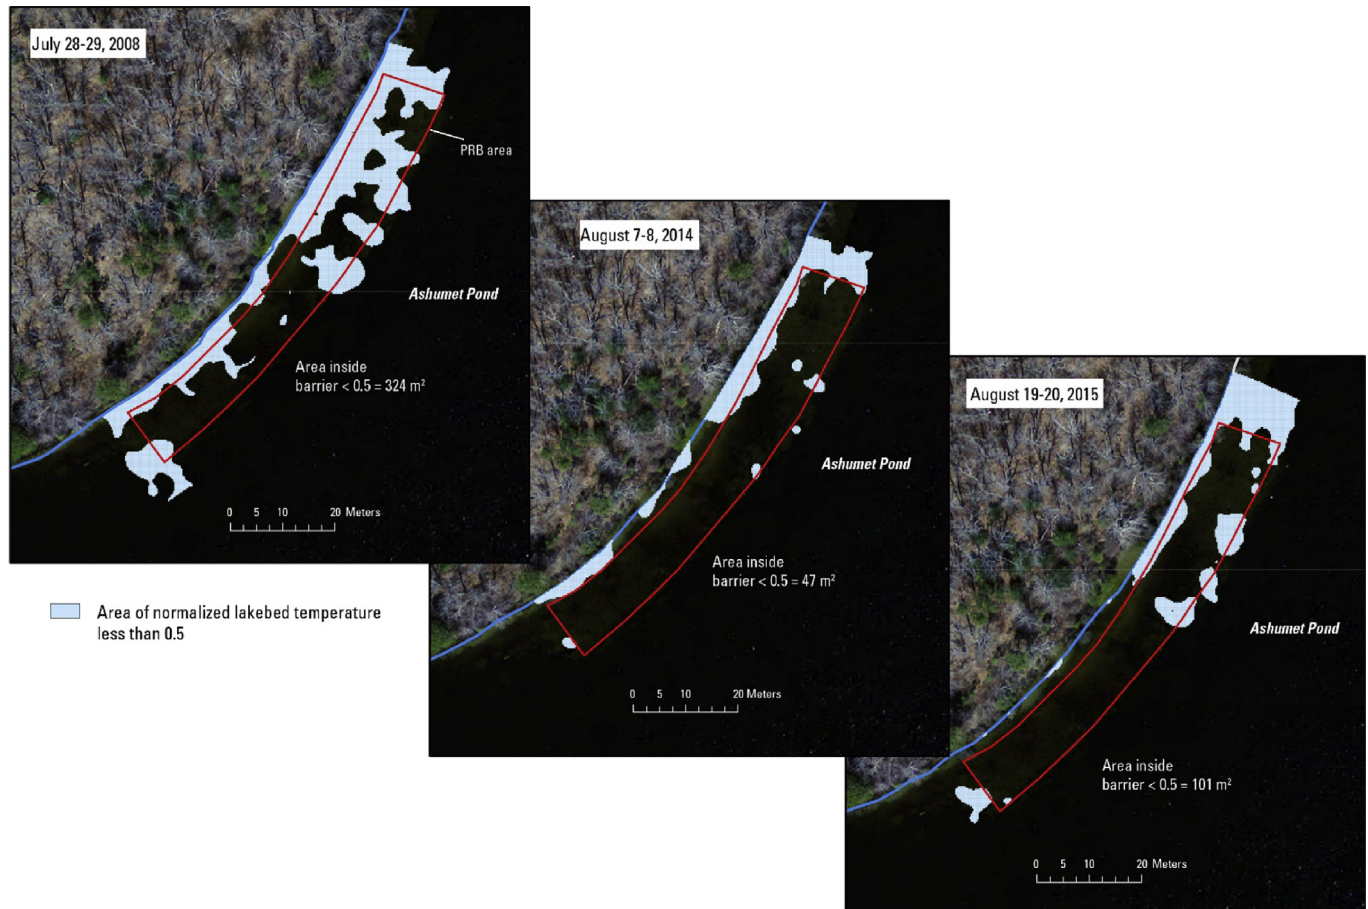 July 28-29, 2008
PRB area
Ashumet Pond
Area inside
barrier < 0.5 = 324 m²
0 5 10 20 Meters
August 7-8, 2014
Ashumet Pond
Area inside
barrier < 0.5 = 47 m²
0 5 10 20 Meters
August 19-20, 2015
Ashumet Pond
Area inside
barrier < 0.5 = 101 m²
0 5 10 20 Meters
Area of normalized lakebed temperature
less than 0.5